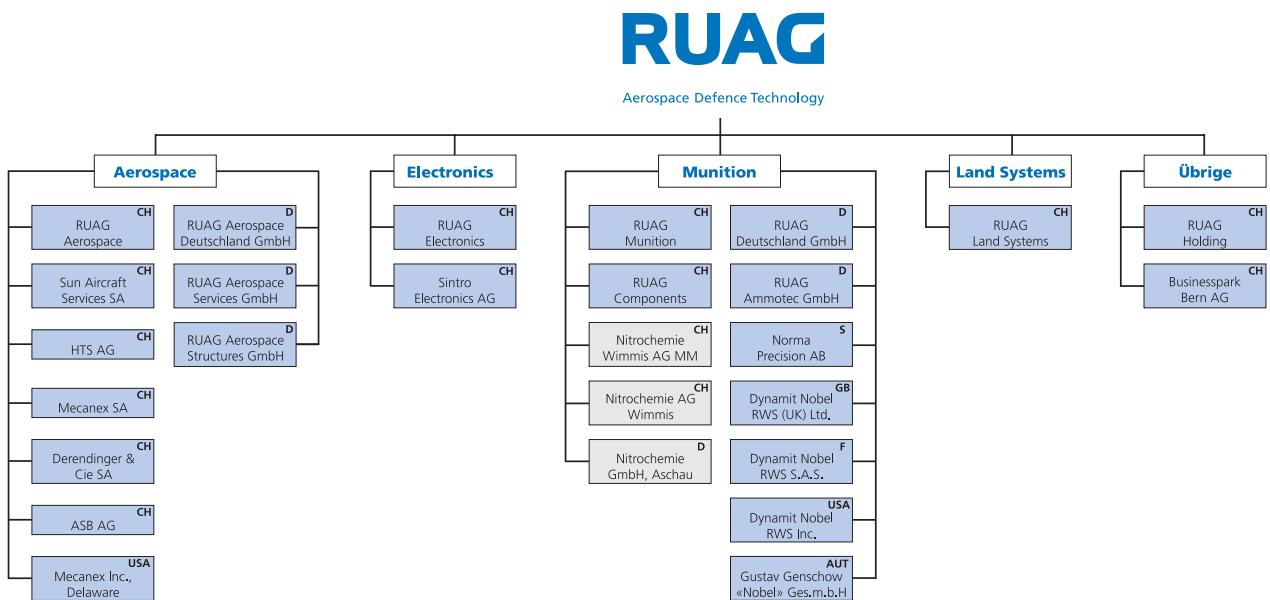 RUAG
Aerospace Defence Technology
Aerospace
CH
RUAG
Aerospace
CH
Sun Aircraft
Services SA
CH
HTS AG
CH
Mecanex SA
CH
Derendinger &
Cie SA
CH
ASB AG
USA
Mecanex Inc.,
Delaware
D
RUAG Aerospace
Deutschland GmbH
D
RUAG Aerospace
Services GmbH
D
RUAG Aerospace
Structures GmbH
Electronics
CH
RUAG
Electronics
CH
Sintro
Electronics AG
Munition
CH
RUAG
Munition
CH
RUAG
Components
CH
Nitrochemie
Wimmis AG MM
CH
Nitrochemie AG
Wimmis
D
Nitrochemie
GmbH, Aschau
D
RUAG
Deutschland GmbH
D
RUAG
Ammotec GmbH
S
Norma
Precision AB
GB
Dynamit Nobel
RWS (UK) Ltd.
F
Dynamit Nobel
RWS S.A.S.
USA
Dynamit Nobel
RWS Inc.
AUT
Gustav Genschow
«Nobel» Ges.m.b.H
Land Systems
CH
RUAG
Land Systems
Übrige
CH
RUAG
Holding
CH
Businesspark
Bern AG